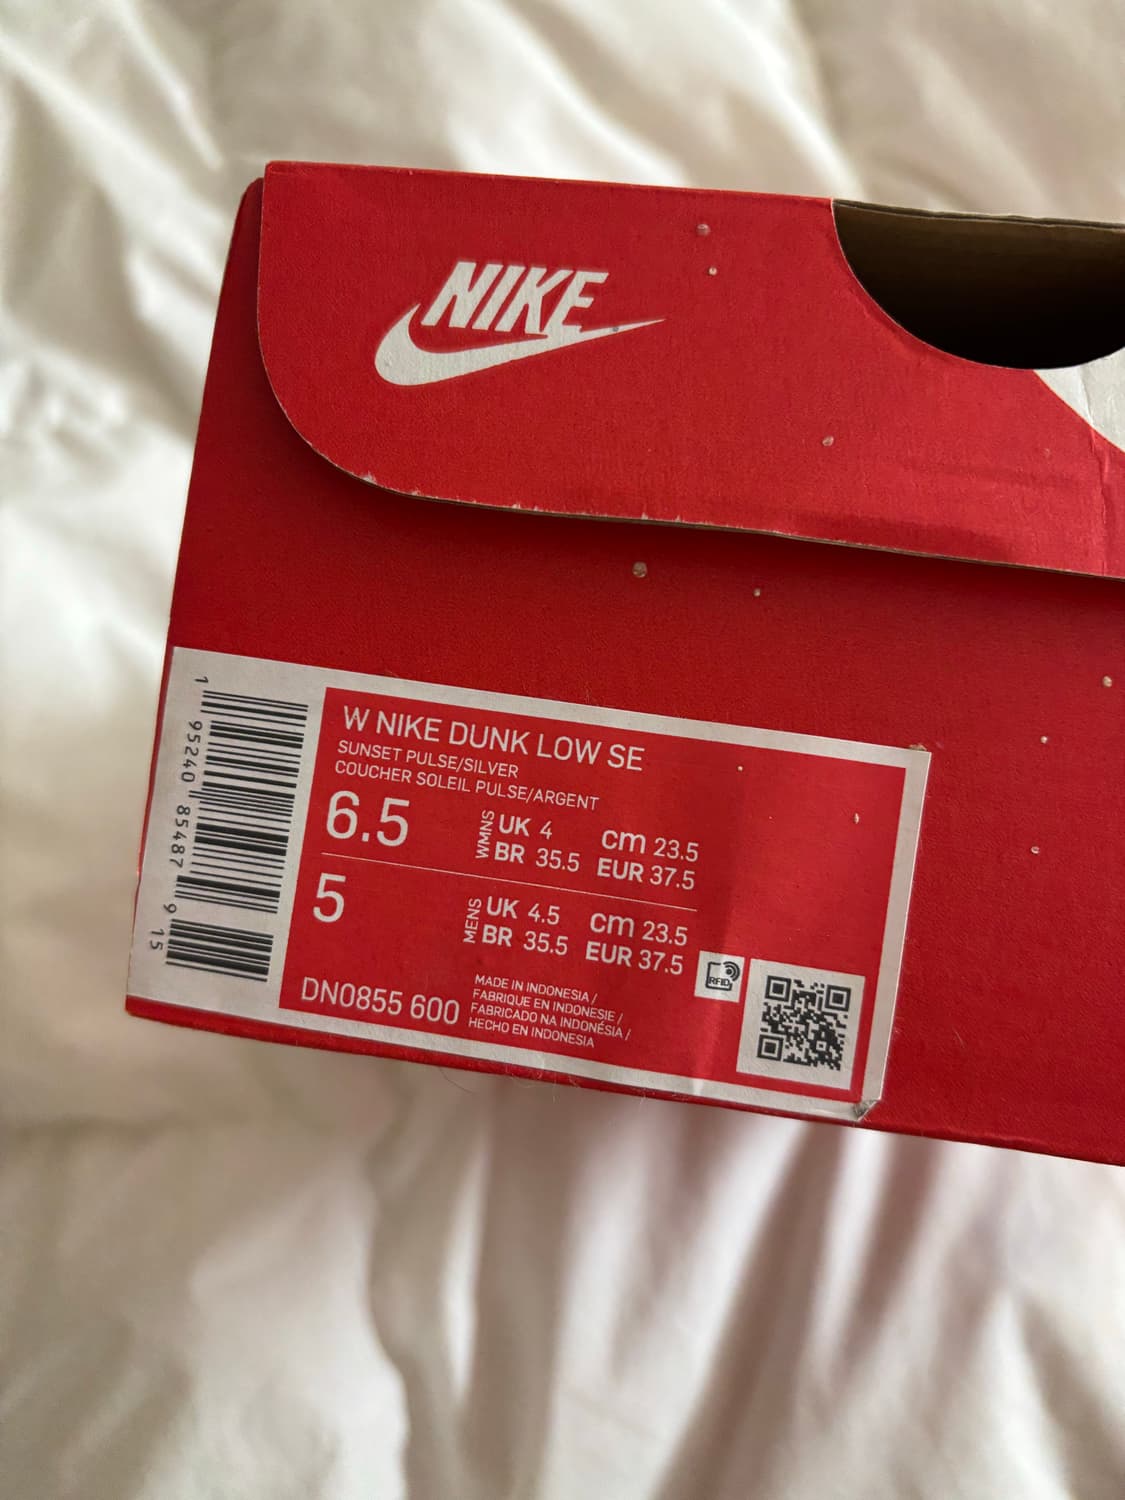 NIKE
W NIKE DUNK LOW SE
SUNSET PULSE/SILVER
COUCHER SOLEIL PULSE/ARGENT
6.5 WMNS UK 4 cm 23.5
BR 35.5 EUR 37.5
5 MENS UK 4.5 cm 23.5
BR 35.5 EUR 37.5
DN0855 600
MADE IN INDONESIA /
FABRIQUE EN INDONESIE /
FABRICADO NA INDONÉSIA /
HECHO EN INDONESIA
RFID
1 95240 85487 9 15